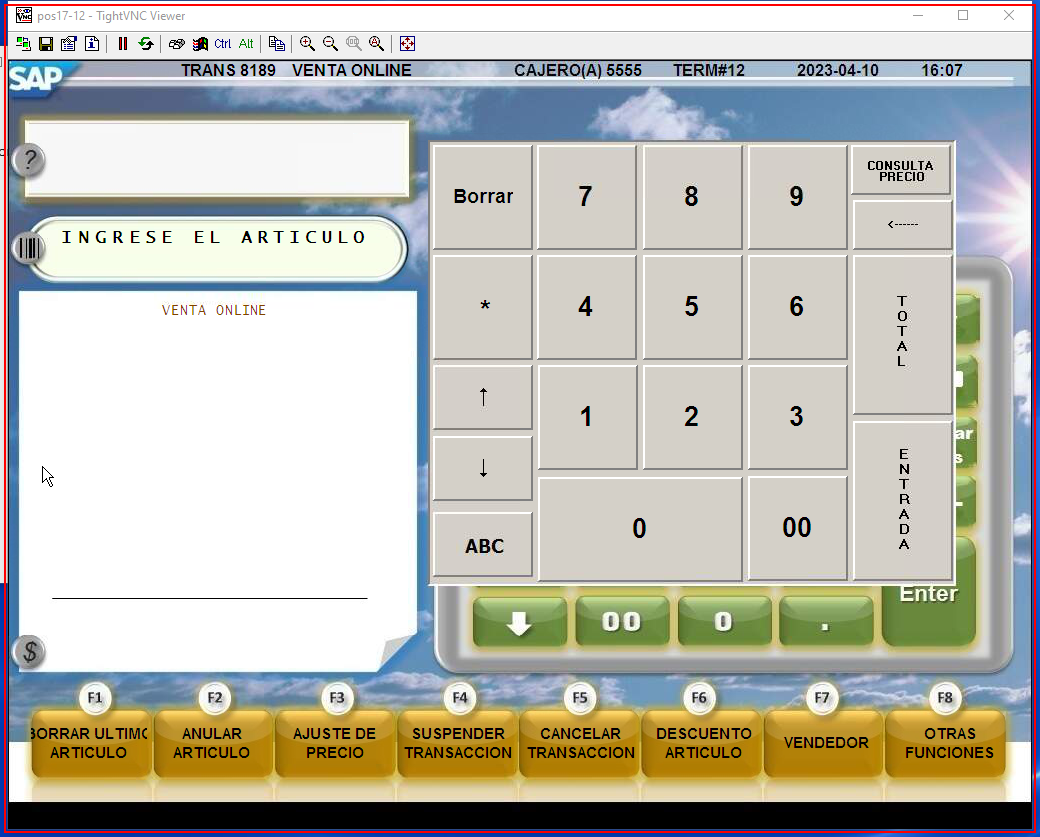 pos17-12 - TightVNC Viewer
Ctrl Alt
SAP
TRANS 8189 VENTA ONLINE CAJERO(A) 5555 TERM#12 2023-04-10 16:07
?
INGRESE EL ARTICULO
VENTA ONLINE
$
Borrar 7 8 9 CONSULTA
PRECIO
<------
* 4 5 6 TOTAL
↑ 1 2 3
↓
ENTRADA
ABC 0 00
ar
s
Enter
00 0 .
F1 F2 F3 F4 F5 F6 F7 F8
BORRAR ULTIMO
ARTICULO
ANULAR
ARTICULO
AJUSTE DE
PRECIO
SUSPENDER
TRANSACCION
CANCELAR
TRANSACCION
DESCUENTO
ARTICULO
VENDEDOR
OTRAS
FUNCIONES